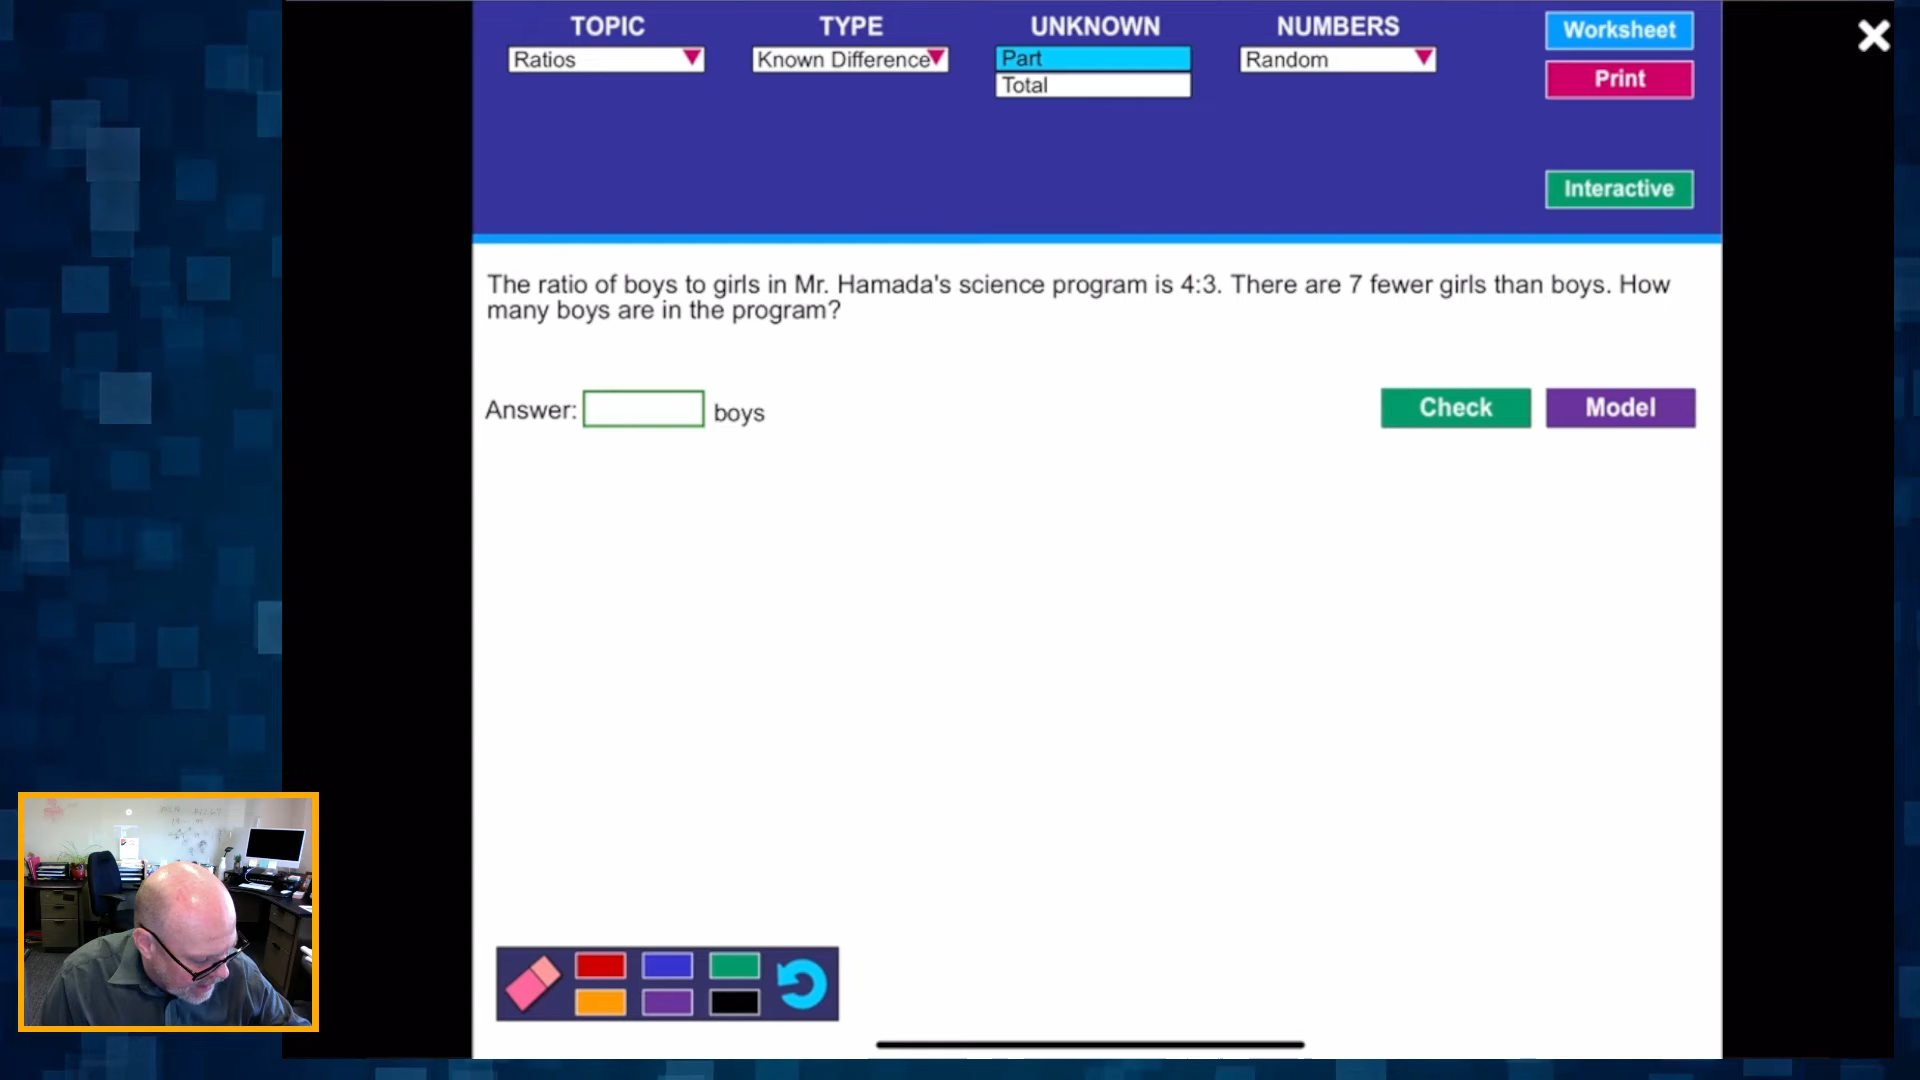 TOPIC TYPE UNKNOWN NUMBERS
Ratios Known Difference Part Random
Total
Worksheet
Print
Interactive
The ratio of boys to girls in Mr. Hamada's science program is 4:3. There are 7 fewer girls than boys. How
many boys are in the program?
Answer: boys
Check Model